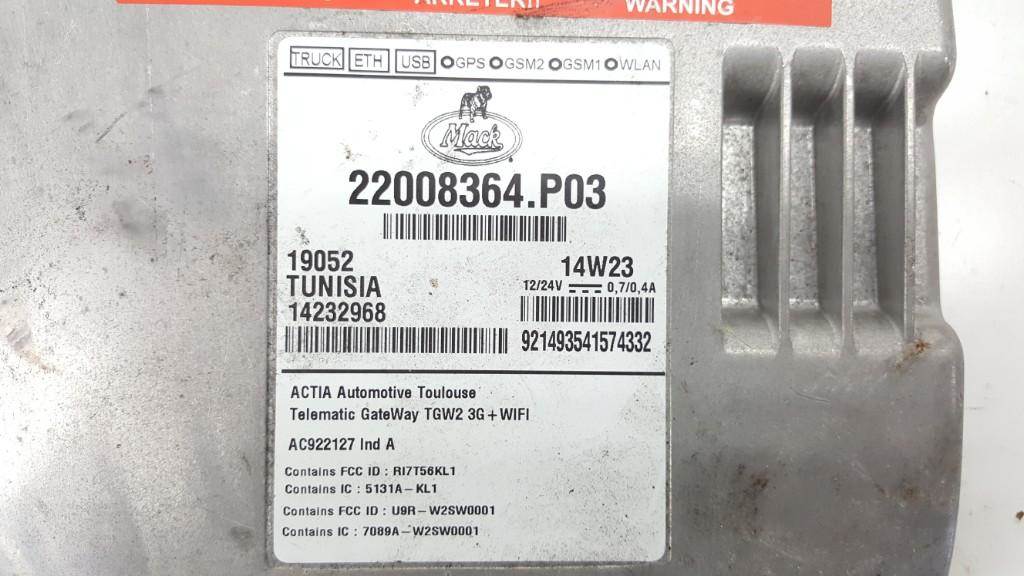 ARRETER!! WARNING
TRUCK ETH USB GPS GSM2 GSM1 WLAN
Mack
22008364.P03
19052 14W23
TUNISIA 12/24V 0,7/0,4A
14232968
921493541574332
ACTIA Automotive Toulouse
Telematic GateWay TGW2 3G+WIFI
AC922127 Ind A
Contains FCC ID : RI7T56KL1
Contains IC : 5131A-KL1
Contains FCC ID : U9R-W2SW0001
Contains IC : 7089A-W2SW0001